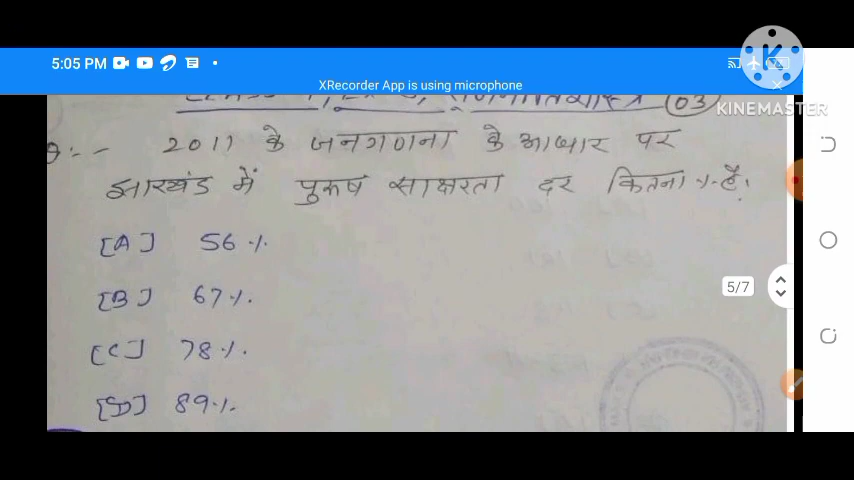 5:05 PM
XRecorder App is using microphone
KINEMASTER
03
2011 के जनगणना के आधार पर
झारखंड में पुरुष साक्षरता दर कितना %है?
[A] 56%
[B] 67%.
5/7
[C] 78%.
[D] 89%.